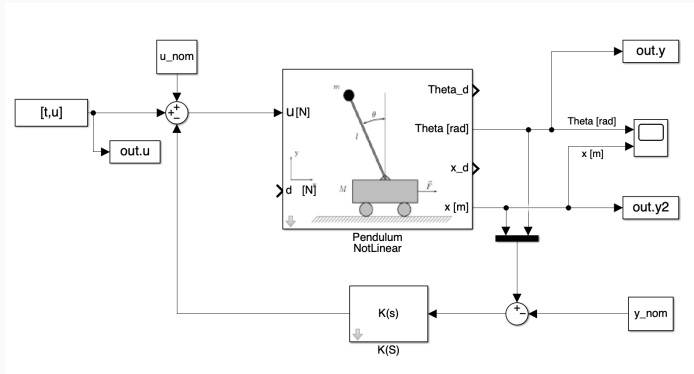 u_nom
[t,u]
out.u
m
θ
l
y
x
M
F
u[N]
d [N]
Theta_d
Theta [rad]
x_d
x [m]
Pendulum
NotLinear
out.y
Theta [rad]
x [m]
out.y2
K(s)
K(S)
y_nom